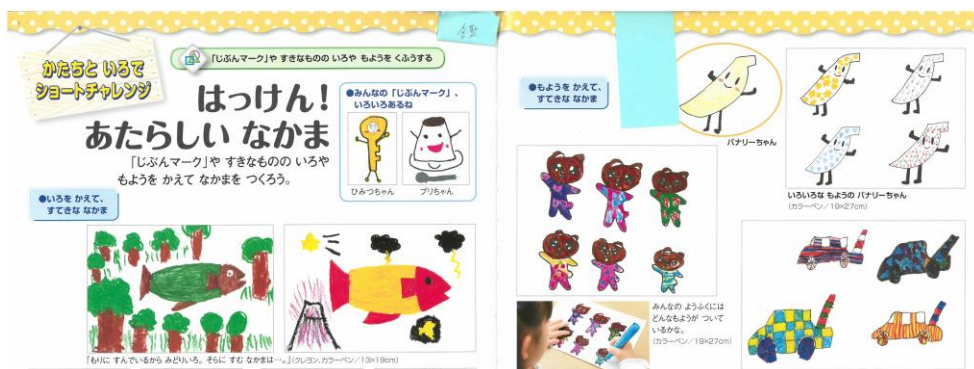 かたちと いろで
ショートチャレンジ
「じぶんマーク」や すきなものの いろや もようを くふうする
はっけん!
あたらしい なかま
「じぶんマーク」や すきなものの いろや
もようを かえて なかまを つくろう。
●みんなの「じぶんマーク」、
いろいろあるね
ひみつちゃん
プリちゃん
●いろを かえて、
すてきな なかま
「もりに すんでいるから みどりいろ。そらに すむ なかまは…。」(クレヨン、カラーペン/13×19cm)
●もようを かえて、
すてきな なかま
バナリーちゃん
いろいろな もようの バナリーちゃん
(カラーペン/19×27cm)
みんなの ようふくには
どんなもようが ついて
いるかな。
(カラーペン/19×27cm)